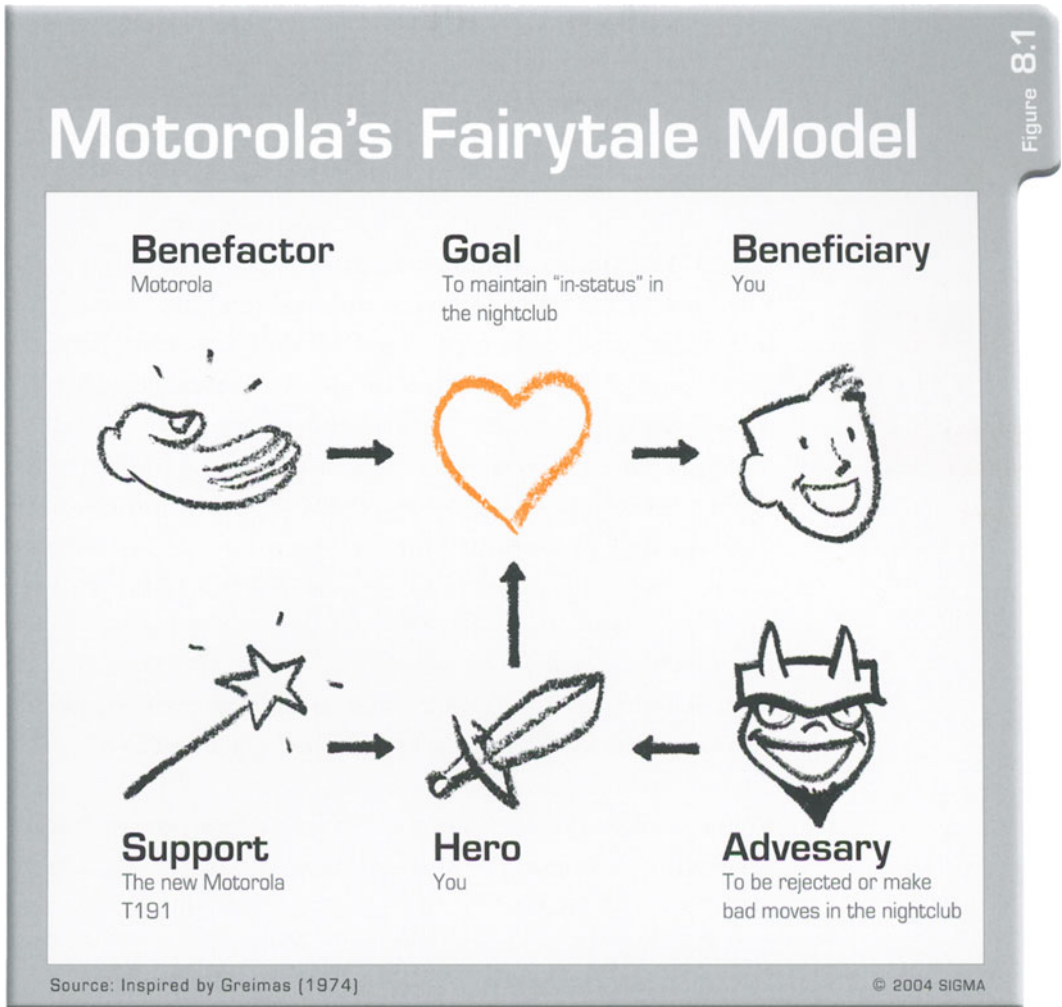 Figure 8.1
Motorola's Fairytale Model
Benefactor
Motorola
Goal
To maintain “in-status” in
the nightclub
Beneficiary
You
Support
The new Motorola
T191
Hero
You
Advesary
To be rejected or make
bad moves in the nightclub
Source: Inspired by Greimas (1974)
© 2004 SIGMA